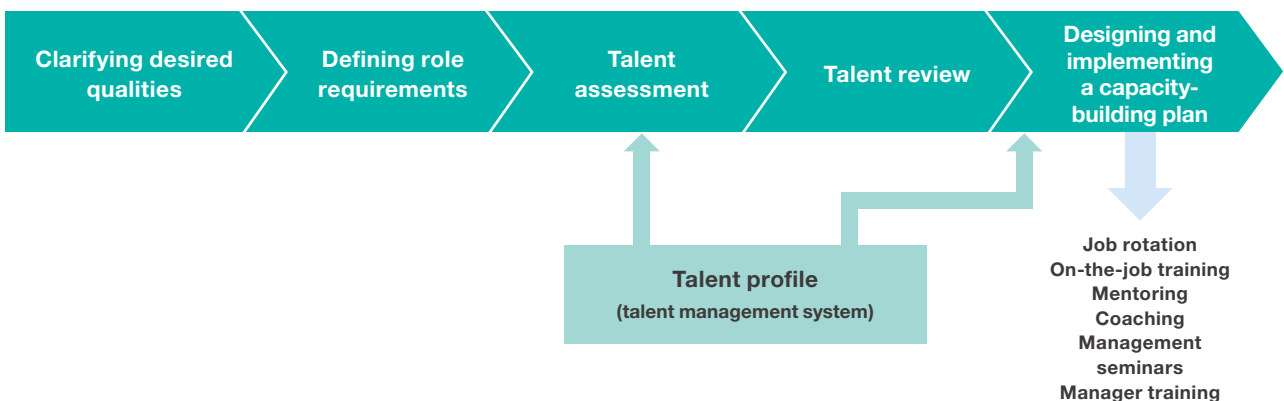 Clarifying desired
qualities
Defining role
requirements
Talent
assessment
Talent review
Designing and
implementing
a capacity-
building plan
Talent profile
(talent management system)
Job rotation
On-the-job training
Mentoring
Coaching
Management
seminars
Manager training